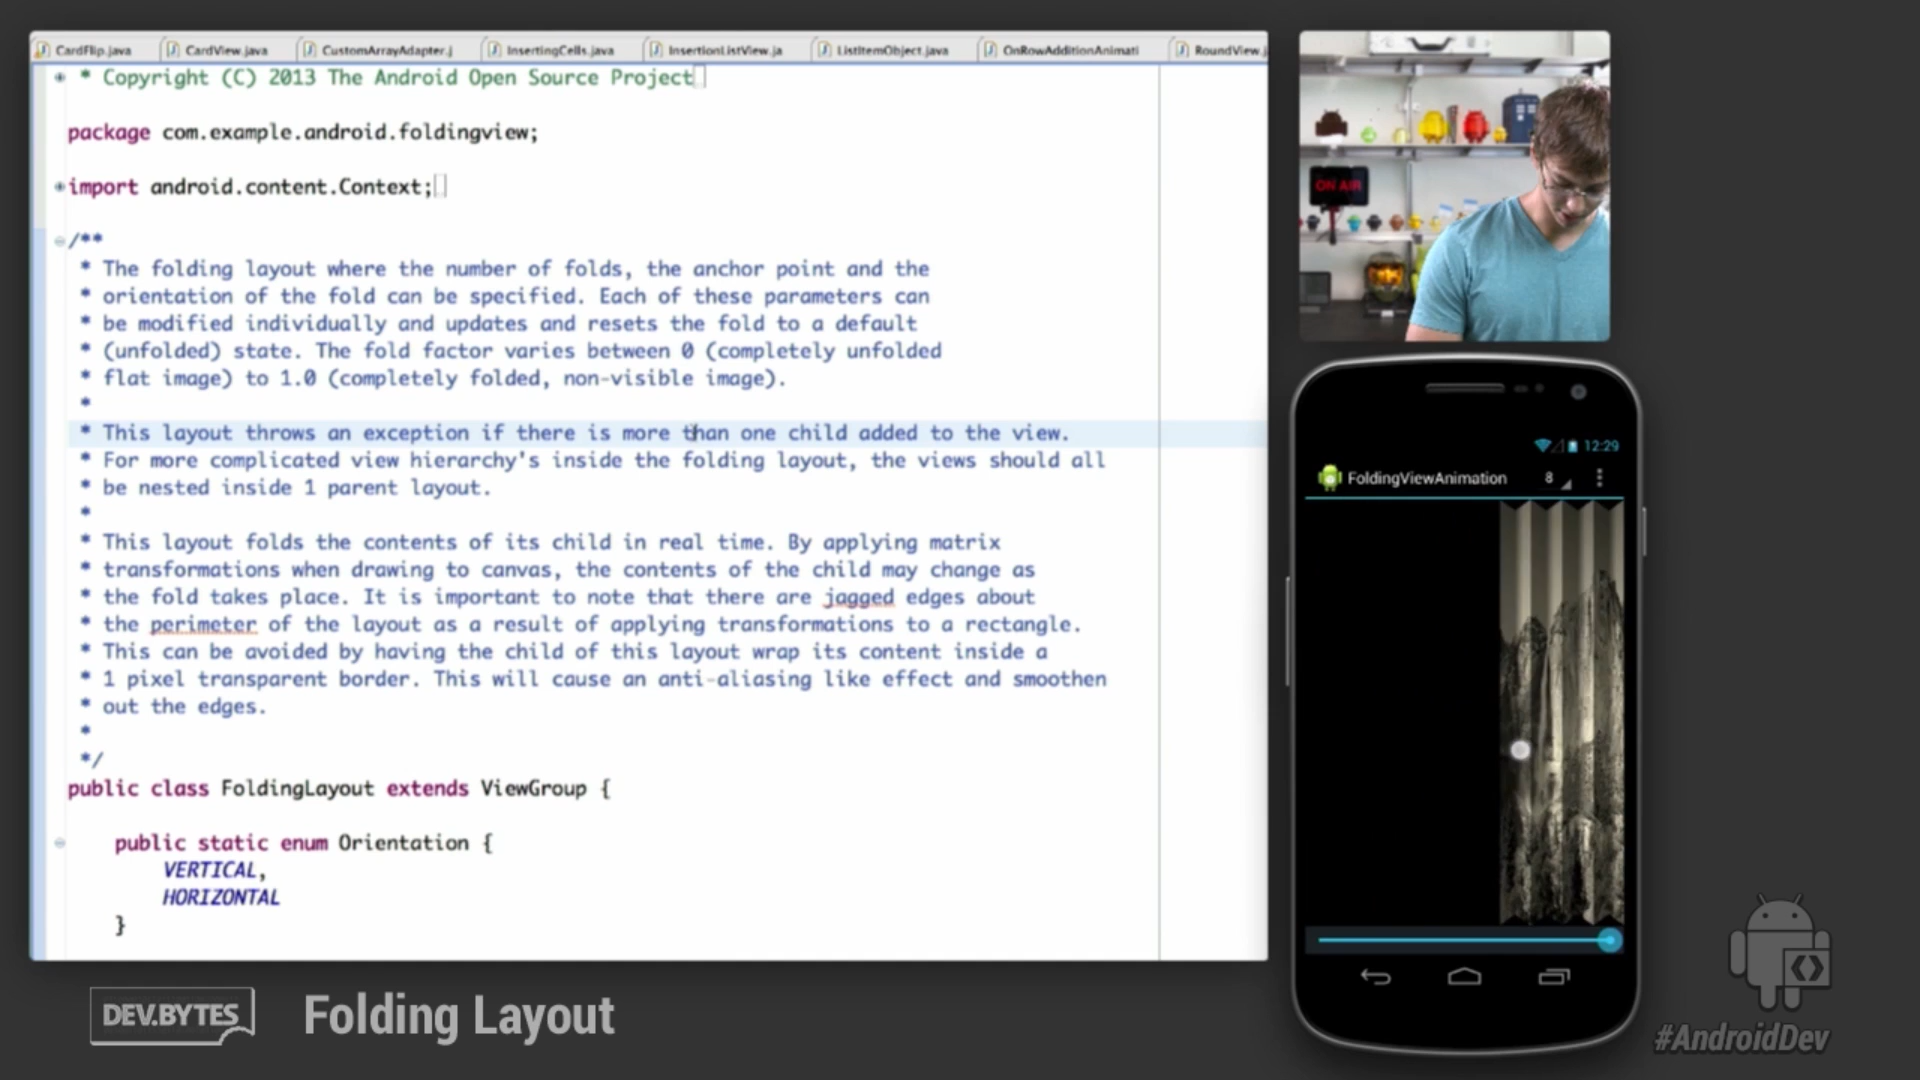 CardFlip.java CardView.java CustomArrayAdapter.j InsertingCells.java InsertionListView.ja ListItemObject.java OnRowAdditionAnimati RoundView.j
* Copyright (C) 2013 The Android Open Source Project
package com.example.android.foldingview;
import android.content.Context;
/**
* The folding layout where the number of folds, the anchor point and the
* orientation of the fold can be specified. Each of these parameters can
* be modified individually and updates and resets the fold to a default
* (unfolded) state. The fold factor varies between 0 (completely unfolded
* flat image) to 1.0 (completely folded, non-visible image).
*
* This layout throws an exception if there is more than one child added to the view.
* For more complicated view hierarchy's inside the folding layout, the views should all
* be nested inside 1 parent layout.
*
* This layout folds the contents of its child in real time. By applying matrix
* transformations when drawing to canvas, the contents of the child may change as
* the fold takes place. It is important to note that there are jagged edges about
* the perimeter of the layout as a result of applying transformations to a rectangle.
* This can be avoided by having the child of this layout wrap its content inside a
* 1 pixel transparent border. This will cause an anti-aliasing like effect and smoothen
* out the edges.
*
*/
public class FoldingLayout extends ViewGroup {
public static enum Orientation {
VERTICAL,
HORIZONTAL
}
ON AIR
12:29
FoldingViewAnimation 8
DEV.BYTES Folding Layout
#AndroidDev